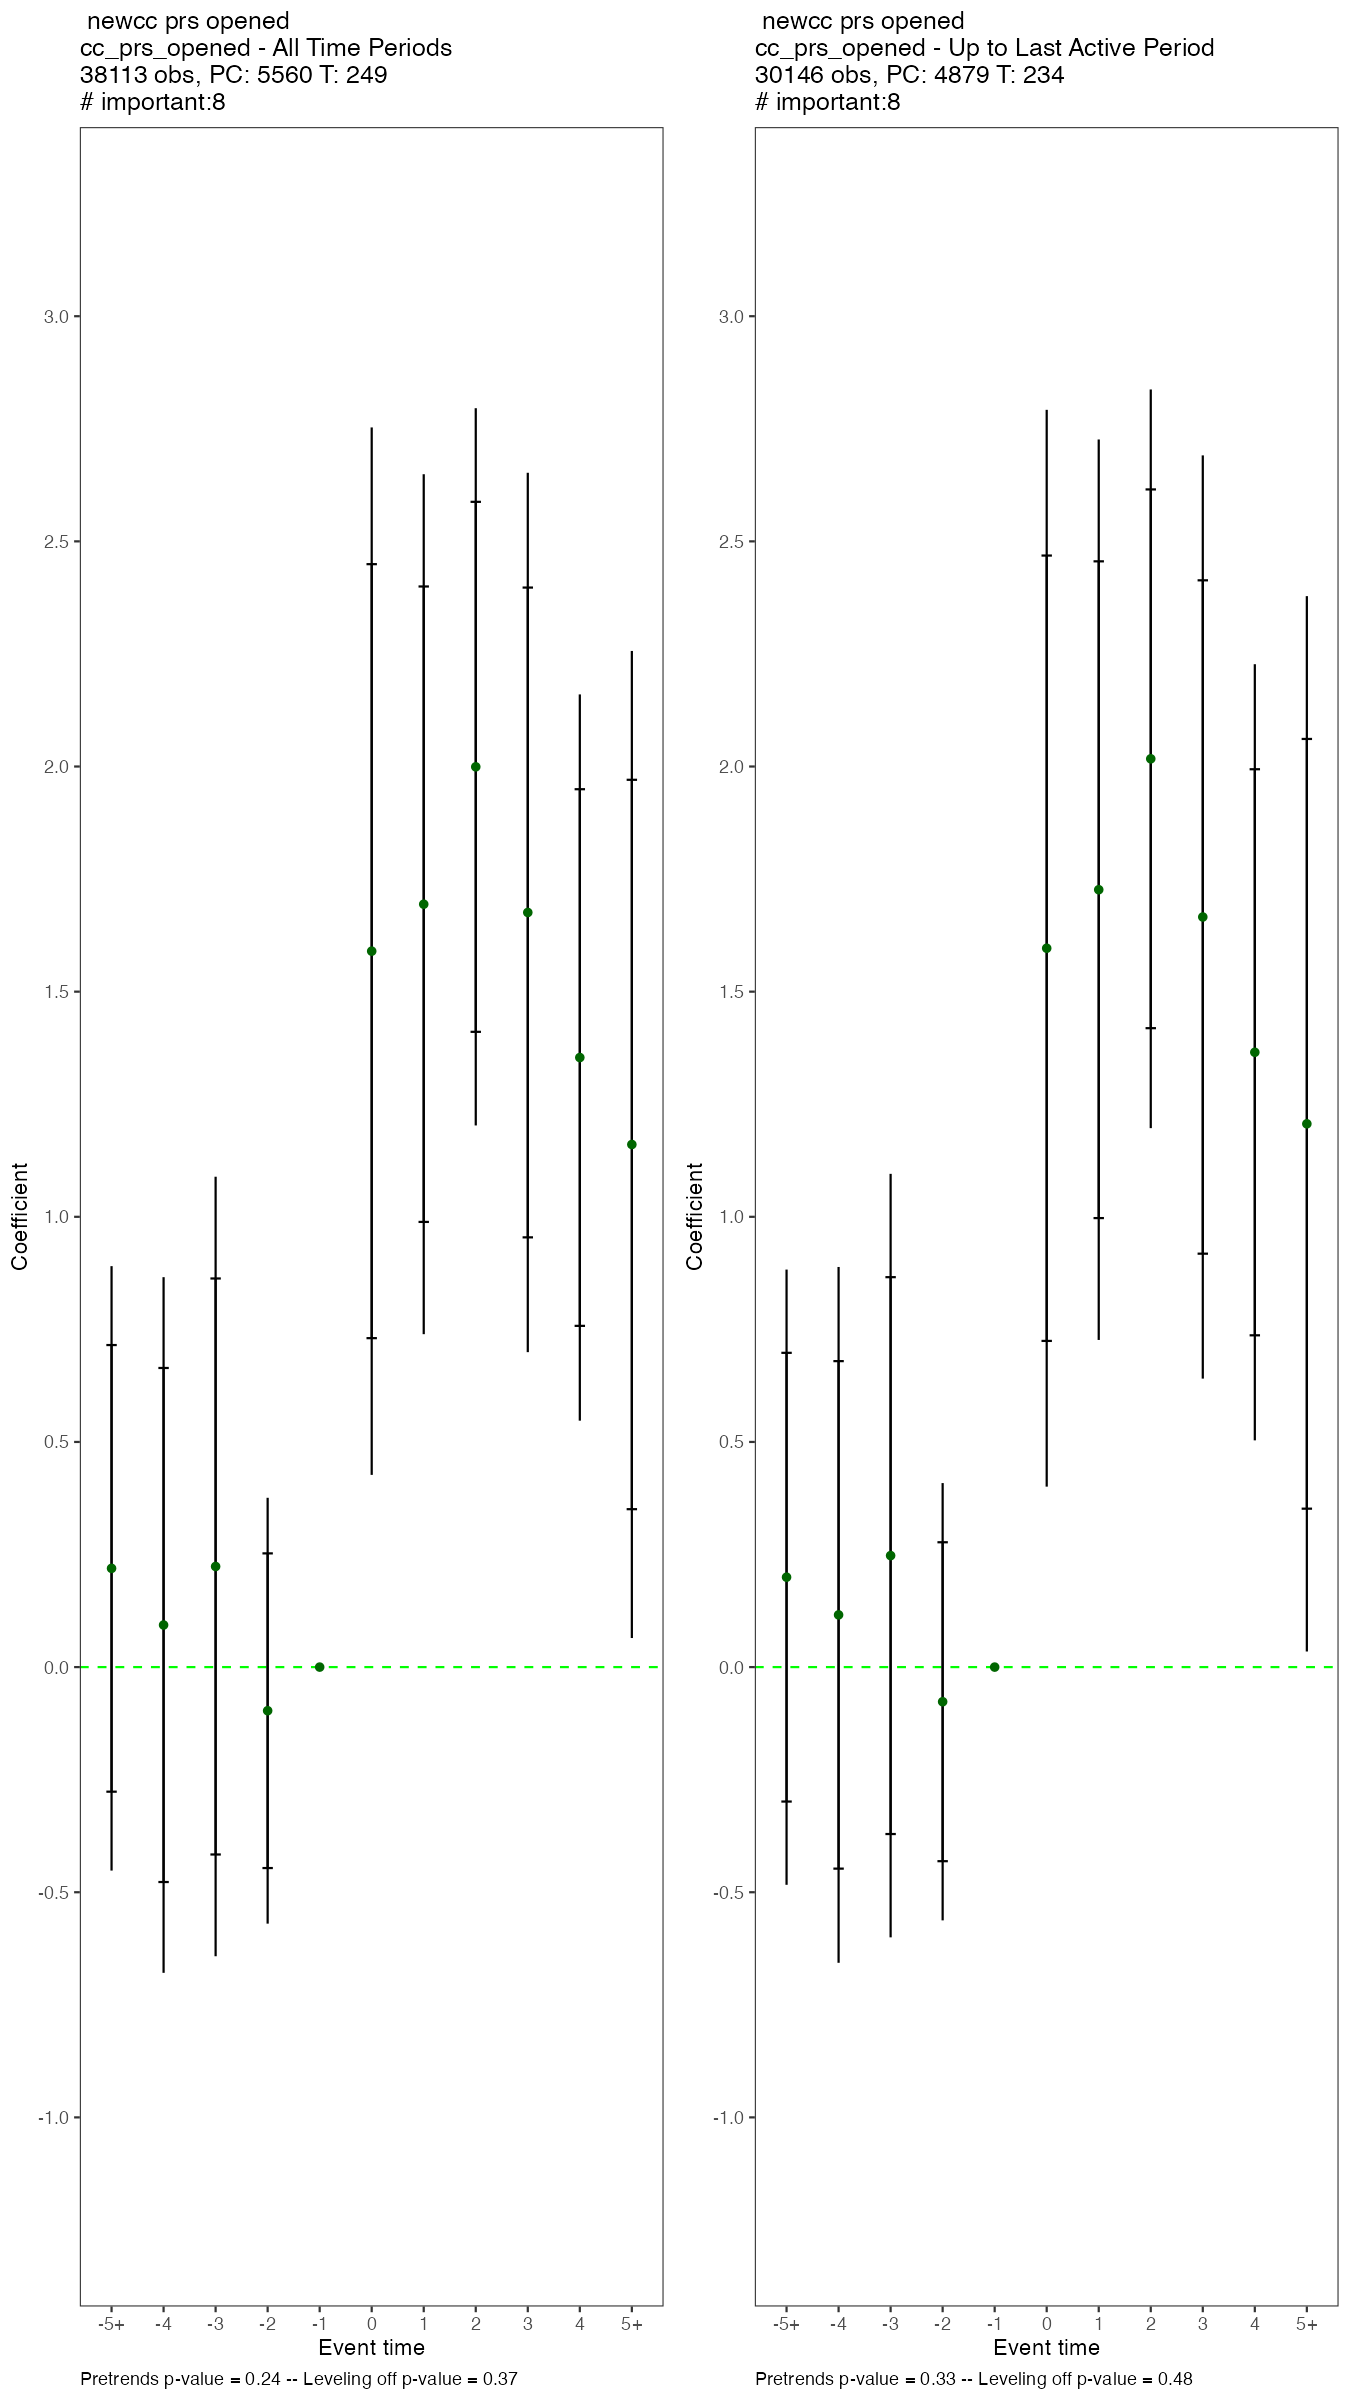 newcc prs opened
cc_prs_opened - All Time Periods
38113 obs, PC: 5560 T: 249
# important:8
3.0
2.5
2.0
1.5
1.0
0.5
0.0
-0.5
-1.0
Coefficient
-5+ -4 -3 -2 -1 0 1 2 3 4 5+
Event time
Pretrends p-value = 0.24 -- Leveling off p-value = 0.37
newcc prs opened
cc_prs_opened - Up to Last Active Period
30146 obs, PC: 4879 T: 234
# important:8
3.0
2.5
2.0
1.5
1.0
0.5
0.0
-0.5
-1.0
Coefficient
-5+ -4 -3 -2 -1 0 1 2 3 4 5+
Event time
Pretrends p-value = 0.33 -- Leveling off p-value = 0.48